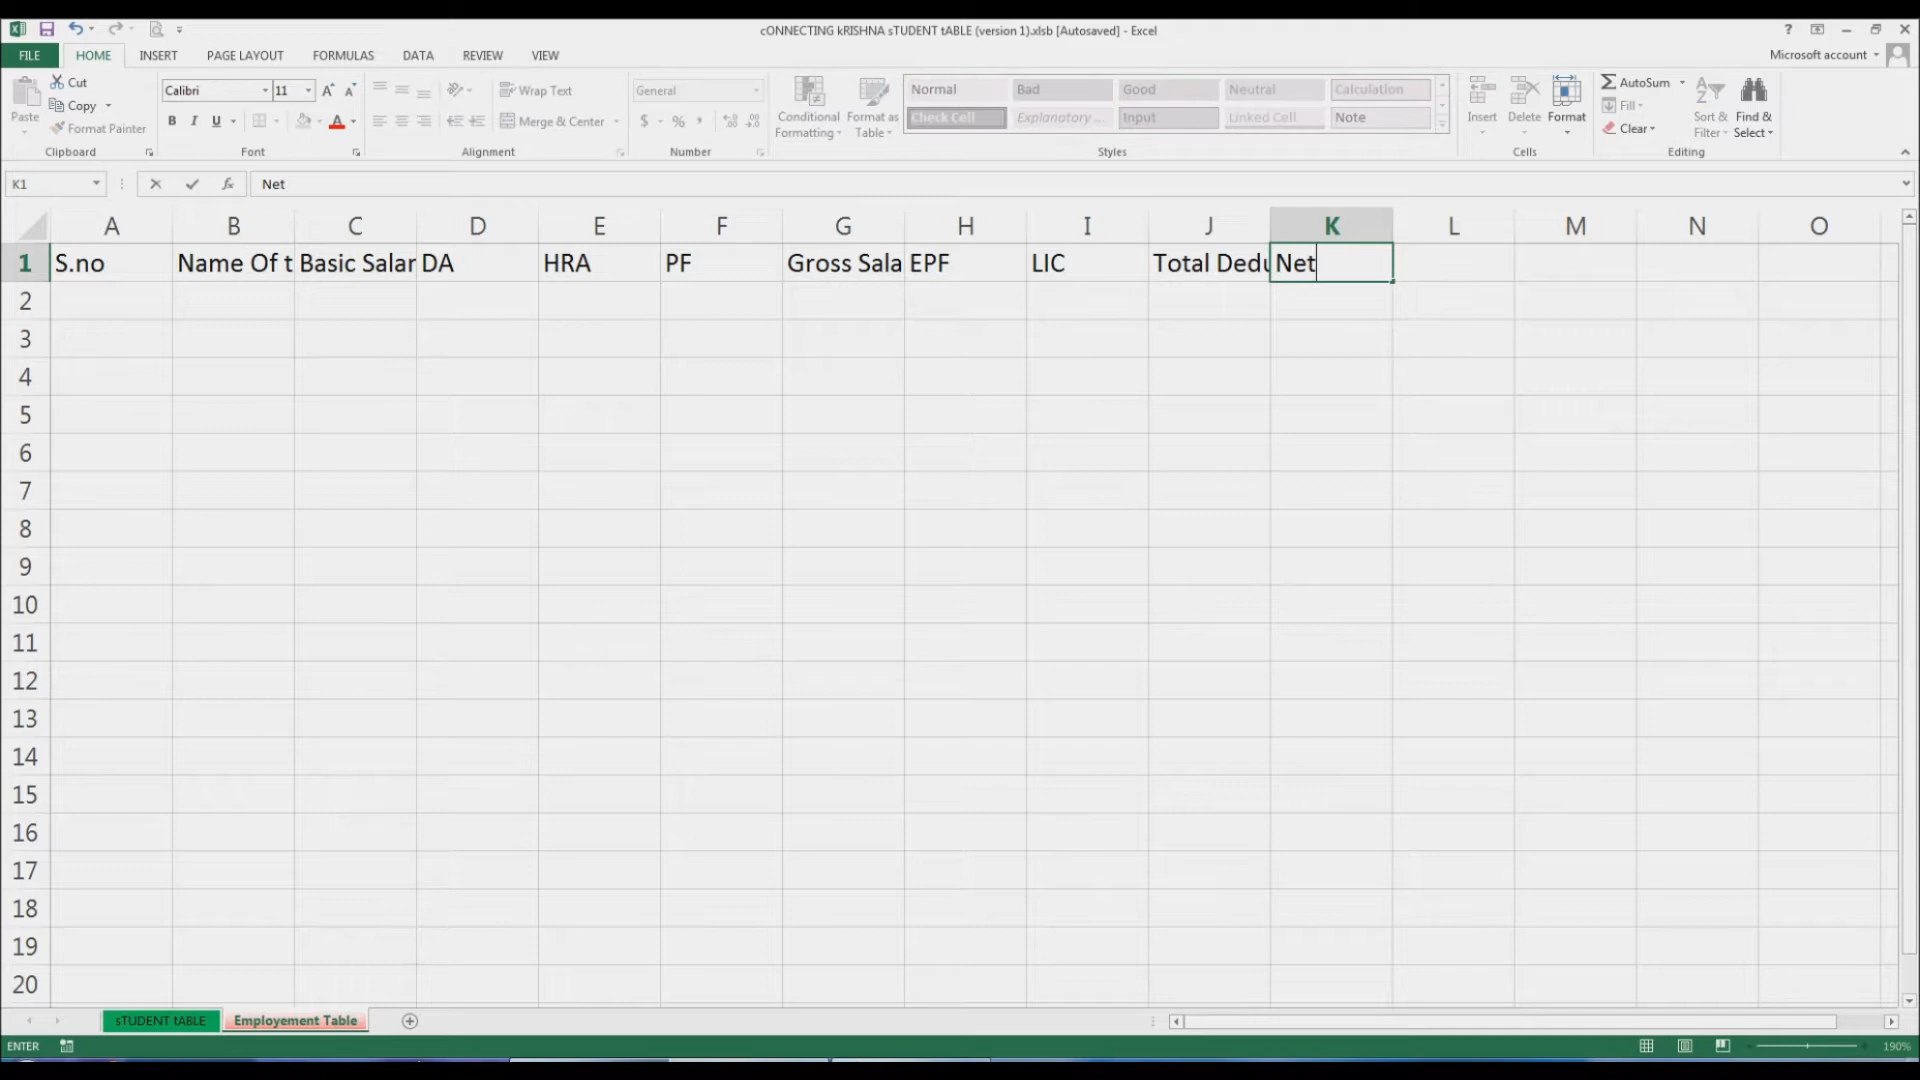 cONNECTING kRISHNA sTUDENT tABLE (version 1).xlsb [Autosaved] - Excel
?
FILE HOME INSERT PAGE LAYOUT FORMULAS DATA REVIEW VIEW Microsoft account
Paste
Cut
Copy
Format Painter
Clipboard
Calibri 11
B I U A
Font
Wrap Text
Merge & Center
Alignment
General
$ % ,
Number
Conditional Formatting
Format as Table
Normal Bad Good Neutral Calculation
Check Cell Explanatory ... Input Linked Cell Note
Styles
Insert Delete Format
Cells
AutoSum
Fill
Clear
Sort & Filter
Find & Select
Editing
K1 fx Net
A B C D E F G H I J K L M N O
1 S.no Name Of t Basic Salar DA HRA PF Gross Sala EPF LIC Total Dedu Net
2
3
4
5
6
7
8
9
10
11
12
13
14
15
16
17
18
19
20
sTUDENT tABLE Employement Table
ENTER 190%